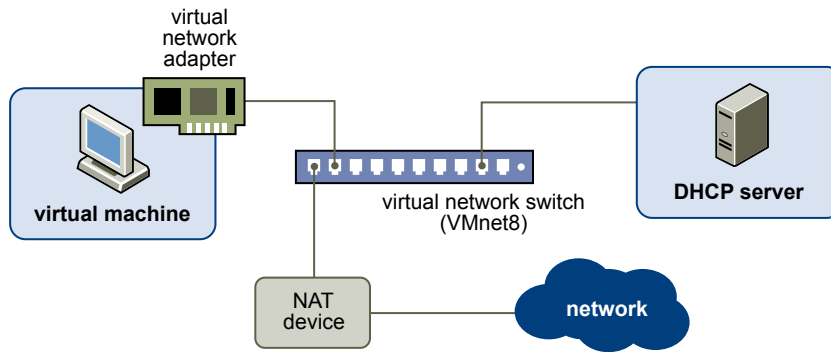 virtual
network
adapter
virtual machine
virtual network switch
(VMnet8)
DHCP server
NAT
device
network